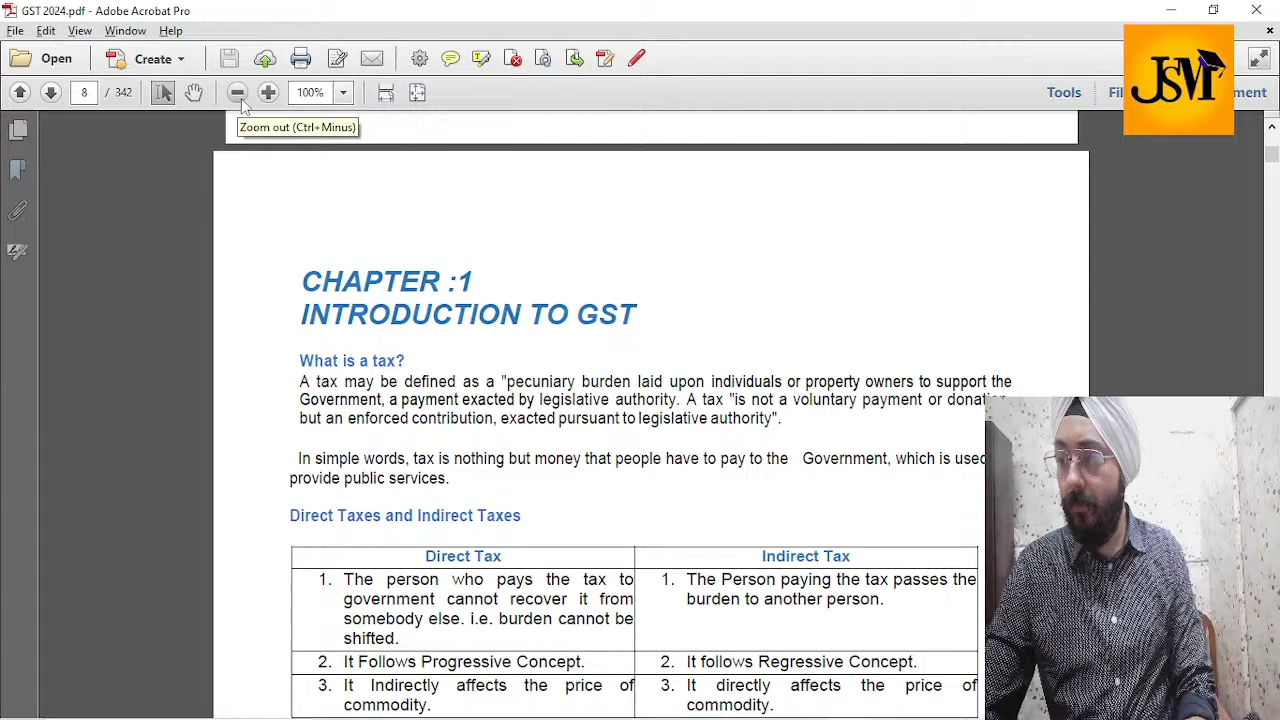 GST 2024.pdf - Adobe Acrobat Pro
File Edit View Window Help
Open Create
8 / 342 100% Tools Fil ment
JSM
Zoom out (Ctrl+Minus)
CHAPTER :1
INTRODUCTION TO GST
What is a tax?
A tax may be defined as a "pecuniary burden laid upon individuals or property owners to support the
Government, a payment exacted by legislative authority. A tax "is not a voluntary payment or donation
but an enforced contribution, exacted pursuant to legislative authority".
In simple words, tax is nothing but money that people have to pay to the Government, which is used
provide public services.
Direct Taxes and Indirect Taxes
Direct Tax
1. The person who pays the tax to
government cannot recover it from
somebody else. i.e. burden cannot be
shifted.
2. It Follows Progressive Concept.
3. It Indirectly affects the price of
commodity.
Indirect Tax
1. The Person paying the tax passes the
burden to another person.
2. It follows Regressive Concept.
3. It directly affects the price of
commodity.